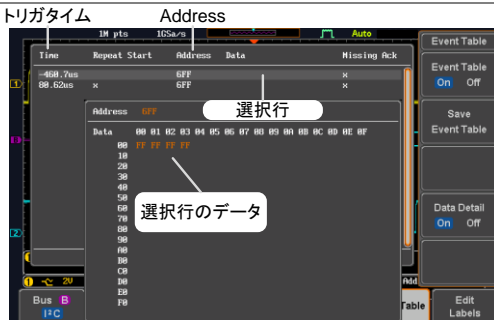 トリガタイム Address
1M pts 1GSa/s Auto
Event Table
Time Repeat Start Address Data Missing Ack
-460.7us 6FF x
80.62us x 6FF x
Event Table
On Off
Address 6FF
選択行
Save
Event Table
Data 00 01 02 03 04 05 06 07 08 09 0A 0B 0C 0D 0E 0F
00 FF FF FF FF
10
20
30
40
50
60
70
80
90
A0
B0
C0
D0
E0
F0
選択行のデータ
Data Detail
On Off
1 2V
Add
Bus B
I²C
Table
Edit
Labels